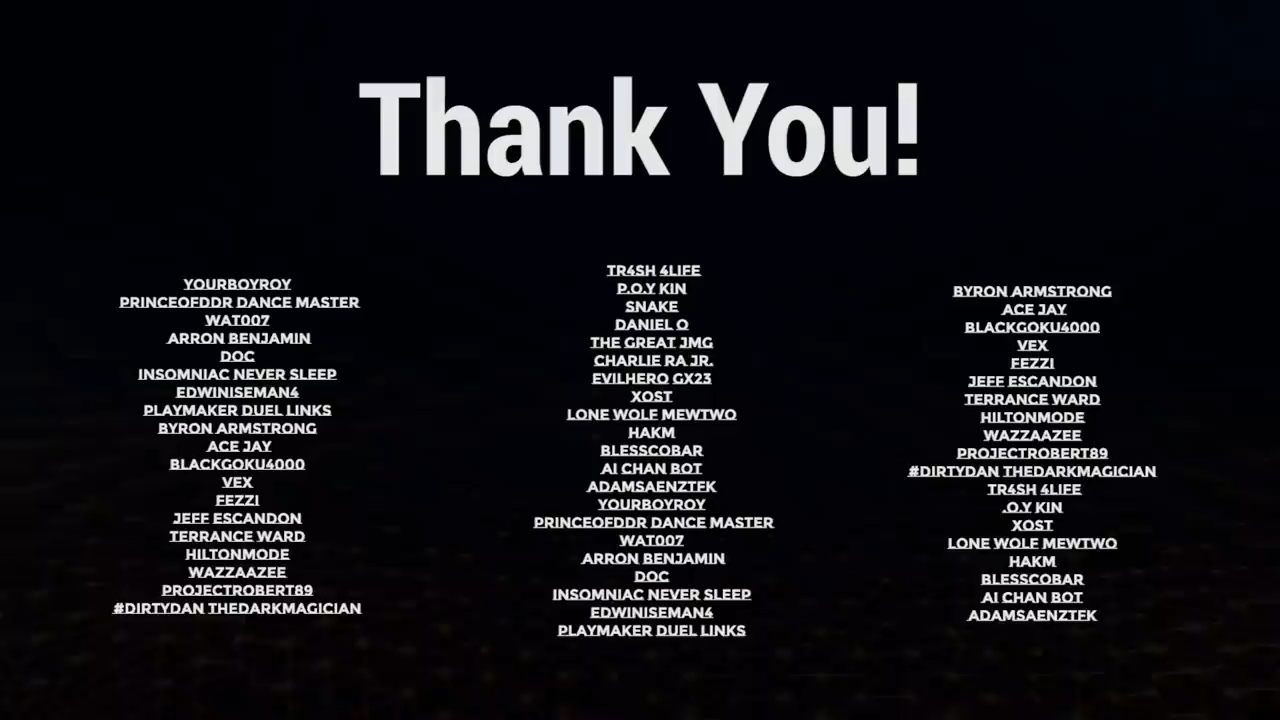 Thank You!
YOURBOYROY
PRINCEOFDDR DANCE MASTER
WAT007
ARRON BENJAMIN
DOC
INSOMNIAC NEVER SLEEP
EDWINISEMAN4
PLAYMAKER DUEL LINKS
BYRON ARMSTRONG
ACE JAY
BLACKGOKU4000
VEX
FEZZI
JEFF ESCANDON
TERRANCE WARD
HILTONMODE
WAZZAAZEE
PROJECTROBERT89
#DIRTYDAN THEDARKMAGICIAN
TR4SH 4LIFE
P.O.Y KIN
SNAKE
DANIEL O
THE GREAT JMG
CHARLIE RA JR.
EVILHERO GX23
XOST
LONE WOLF MEWTWO
HAKM
BLESSCOBAR
AI CHAN BOT
ADAMSAENZTFK
YOURBOYROY
PRINCEOFDDR DANCE MASTER
WAT007
ARRON BENJAMIN
DOC
INSOMNIAC NEVER SLEEP
EDWINISEMAN4
PLAYMAKER DUEL LINKS
BYRON ARMSTRONG
ACE JAY
BLACKGOKU4000
VEX
FEZZI
JEFF ESCANDON
TERRANCE WARD
HILTONMODE
WAZZAAZEE
PROJECTROBERT89
#DIRTYDAN THEDARKMAGICIAN
TR4SH 4LIFE
.O.Y KIN
XOST
LONE WOLF MEWTWO
HAKM
BLESSCOBAR
AI CHAN BOT
ADAMSAENZTFK